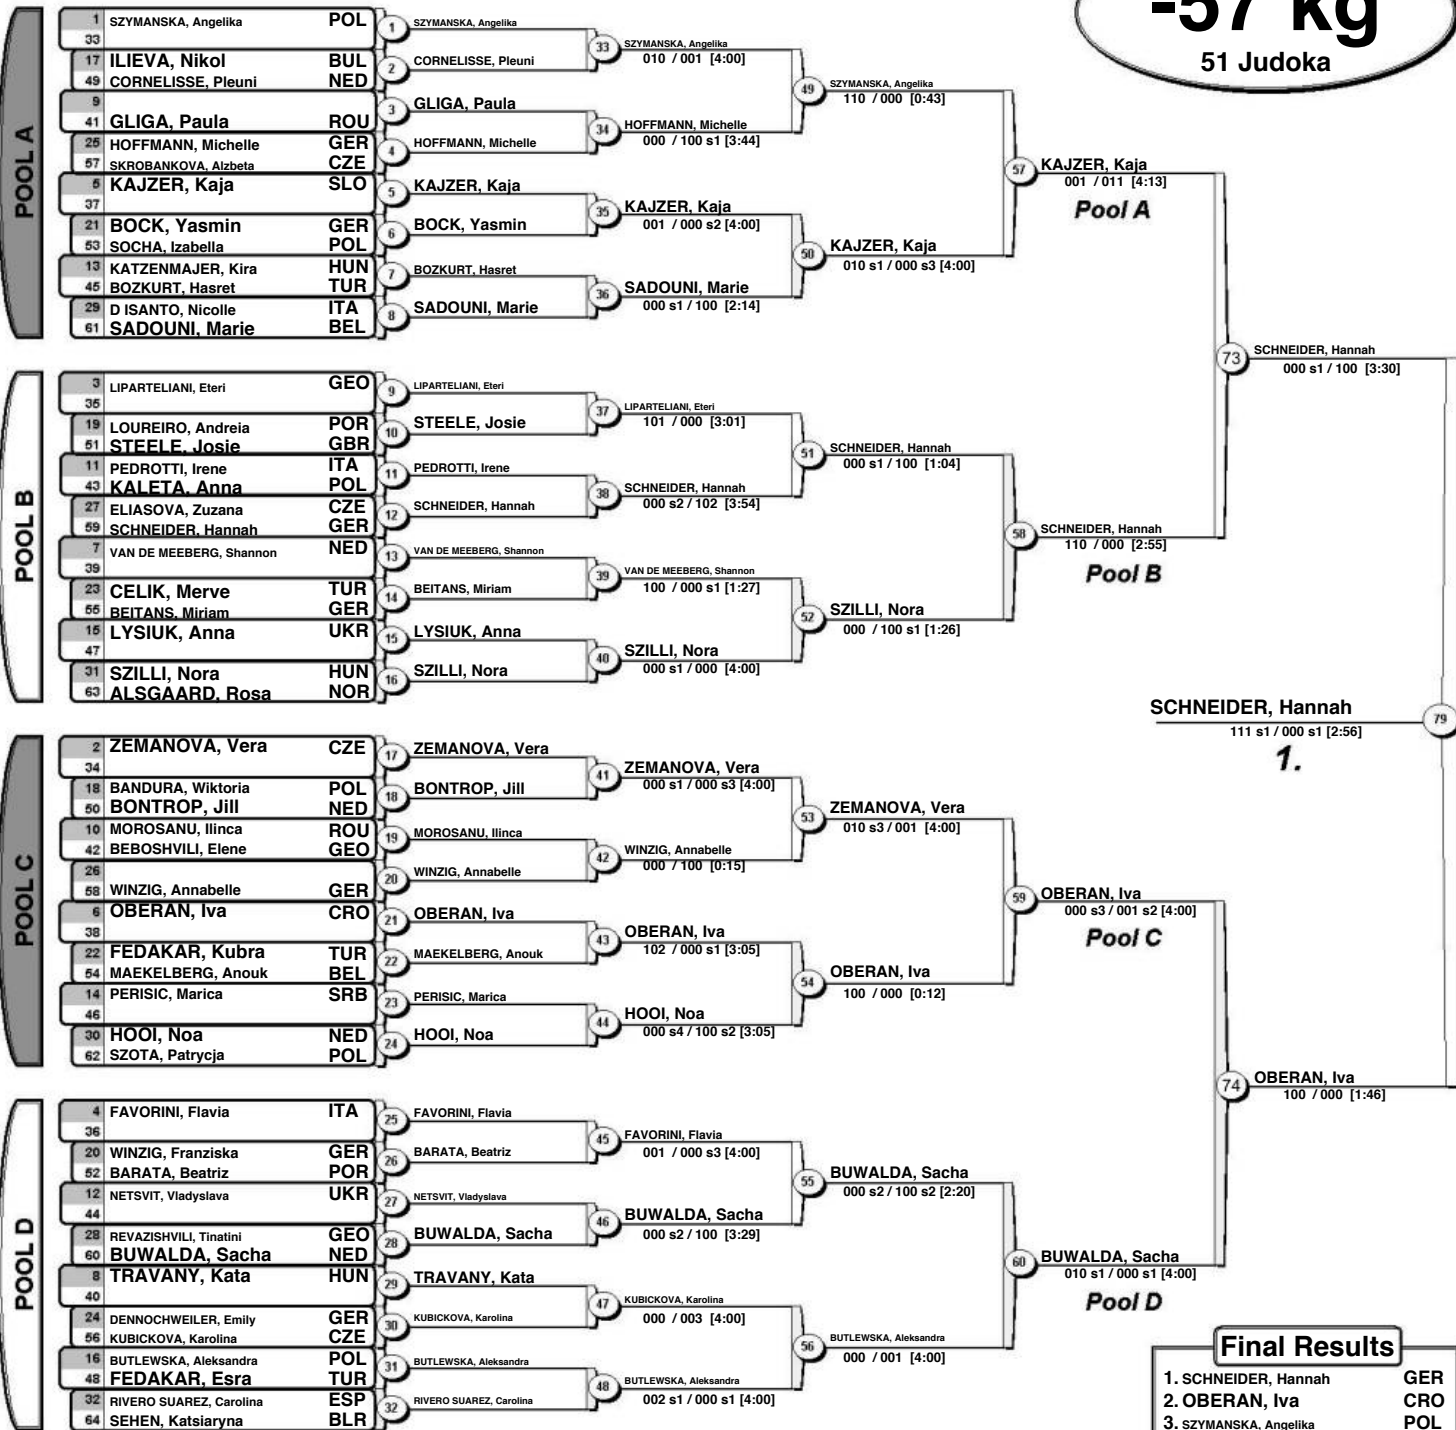 -57 kg
51 Judoka
POOL A
1 SZYMANSKA, Angelika POL
33
17 ILIEVA, Nikol BUL
49 CORNELISSE, Pleuni NED
9
41 GLIGA, Paula ROU
25 HOFFMANN, Michelle GER
57 SKROBANKOVA, Alzbeta CZE
5 KAJZER, Kaja SLO
37
21 BOCK, Yasmin GER
53 SOCHA, Izabella POL
13 KATZENMAJER, Kira HUN
45 BOZKURT, Hasret TUR
29 D ISANTO, Nicolle ITA
61 SADOUNI, Marie BEL
1 SZYMANSKA, Angelika
2 CORNELISSE, Pleuni
3 GLIGA, Paula
4 HOFFMANN, Michelle
5 KAJZER, Kaja
6 BOCK, Yasmin
7 BOZKURT, Hasret
8 SADOUNI, Marie
33 SZYMANSKA, Angelika
010 / 001 [4:00]
34 HOFFMANN, Michelle
000 / 100 s1 [3:44]
35 KAJZER, Kaja
001 / 000 s2 [4:00]
36 SADOUNI, Marie
000 s1 / 100 [2:14]
49 SZYMANSKA, Angelika
110 / 000 [0:43]
50 KAJZER, Kaja
010 s1 / 000 s3 [4:00]
57 KAJZER, Kaja
001 / 011 [4:13]
Pool A
POOL B
3 LIPARTELIANI, Eteri GEO
35
19 LOUREIRO, Andreia POR
51 STEELE, Josie GBR
11 PEDROTTI, Irene ITA
43 KALETA, Anna POL
27 ELIASOVA, Zuzana CZE
59 SCHNEIDER, Hannah GER
7 VAN DE MEEBERG, Shannon NED
39
23 CELIK, Merve TUR
55 BEITANS, Miriam GER
15 LYSIUK, Anna UKR
47
31 SZILLI, Nora HUN
63 ALSGAARD, Rosa NOR
9 LIPARTELIANI, Eteri
10 STEELE, Josie
11 PEDROTTI, Irene
12 SCHNEIDER, Hannah
13 VAN DE MEEBERG, Shannon
14 BEITANS, Miriam
15 LYSIUK, Anna
16 SZILLI, Nora
37 LIPARTELIANI, Eteri
101 / 000 [3:01]
38 SCHNEIDER, Hannah
000 s2 / 102 [3:54]
39 VAN DE MEEBERG, Shannon
100 / 000 s1 [1:27]
40 SZILLI, Nora
000 s1 / 000 [4:00]
51 SCHNEIDER, Hannah
000 s1 / 100 [1:04]
52 SZILLI, Nora
000 / 100 s1 [1:26]
58 SCHNEIDER, Hannah
110 / 000 [2:55]
Pool B
73 SCHNEIDER, Hannah
000 s1 / 100 [3:30]
SCHNEIDER, Hannah 79
111 s1 / 000 s1 [2:56]
1.
POOL C
2 ZEMANOVA, Vera CZE
34
18 BANDURA, Wiktoria POL
50 BONTROP, Jill NED
10 MOROSANU, Ilinca ROU
42 BEBOSHVILI, Elene GEO
26
58 WINZIG, Annabelle GER
6 OBERAN, Iva CRO
38
22 FEDAKAR, Kubra TUR
54 MAEKELBERG, Anouk BEL
14 PERISIC, Marica SRB
46
30 HOOI, Noa NED
62 SZOTA, Patrycja POL
17 ZEMANOVA, Vera
18 BONTROP, Jill
19 MOROSANU, Ilinca
20 WINZIG, Annabelle
21 OBERAN, Iva
22 MAEKELBERG, Anouk
23 PERISIC, Marica
24 HOOI, Noa
41 ZEMANOVA, Vera
000 s1 / 000 s3 [4:00]
42 WINZIG, Annabelle
000 / 100 [0:15]
43 OBERAN, Iva
102 / 000 s1 [3:05]
44 HOOI, Noa
000 s4 / 100 s2 [3:05]
53 ZEMANOVA, Vera
010 s3 / 001 [4:00]
54 OBERAN, Iva
100 / 000 [0:12]
59 OBERAN, Iva
000 s3 / 001 s2 [4:00]
Pool C
74 OBERAN, Iva
100 / 000 [1:46]
POOL D
4 FAVORINI, Flavia ITA
36
20 WINZIG, Franziska GER
52 BARATA, Beatriz POR
12 NETSVIT, Vladyslava UKR
44
28 REVAZISHVILI, Tinatini GEO
60 BUWALDA, Sacha NED
8 TRAVANY, Kata HUN
40
24 DENNOCHWEILER, Emily GER
56 KUBICKOVA, Karolina CZE
16 BUTLEWSKA, Aleksandra POL
48 FEDAKAR, Esra TUR
32 RIVERO SUAREZ, Carolina ESP
64 SEHEN, Katsiaryna BLR
25 FAVORINI, Flavia
26 BARATA, Beatriz
27 NETSVIT, Vladyslava
28 BUWALDA, Sacha
29 TRAVANY, Kata
30 KUBICKOVA, Karolina
31 BUTLEWSKA, Aleksandra
32 RIVERO SUAREZ, Carolina
45 FAVORINI, Flavia
001 / 000 s3 [4:00]
46 BUWALDA, Sacha
000 s2 / 100 [3:29]
47 KUBICKOVA, Karolina
000 / 003 [4:00]
48 BUTLEWSKA, Aleksandra
002 s1 / 000 s1 [4:00]
55 BUWALDA, Sacha
000 s2 / 100 s2 [2:20]
56 BUTLEWSKA, Aleksandra
000 / 001 [4:00]
60 BUWALDA, Sacha
010 s1 / 000 s1 [4:00]
Pool D
Final Results
1. SCHNEIDER, Hannah GER
2. OBERAN, Iva CRO
3. SZYMANSKA, Angelika POL